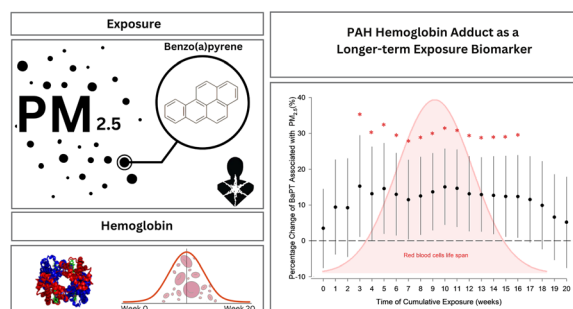 Exposure
Benzo(a)pyrene
PM2.5
Hemoglobin
Week 0
Week 20
PAH Hemoglobin Adduct as a
Longer-term Exposure Biomarker
Percentage Change of BaPT Associated with PM2.5(%)
40
30
20
10
0
-10
* * * * * * * * * * * * * *
Red blood cells life span
0 1 2 3 4 5 6 7 8 9 10 11 12 13 14 15 16 17 18 19 20
Time of Cumulative Exposure (weeks)